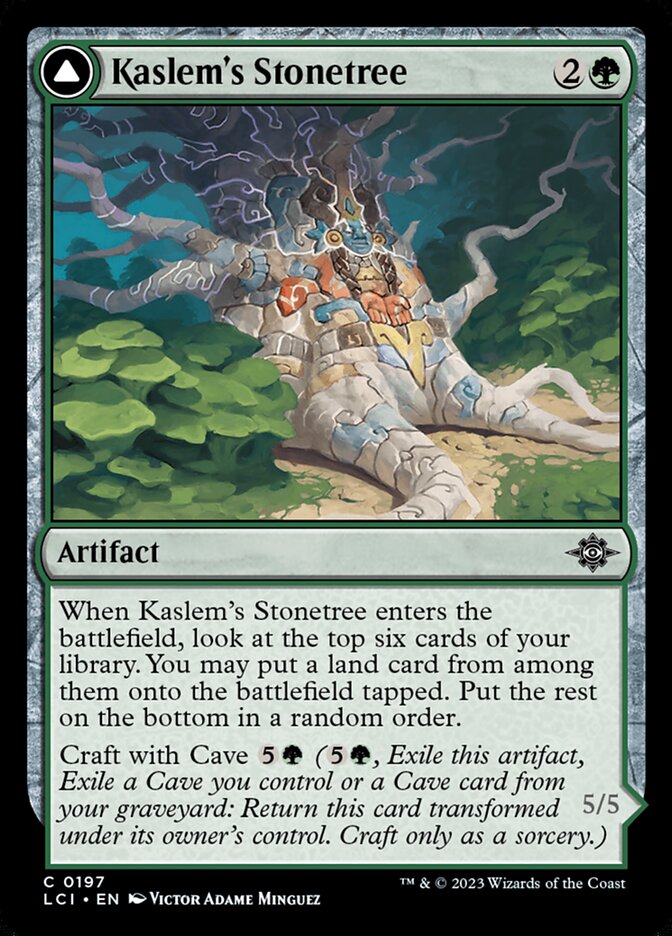 Kaslem's Stonetree 2
Artifact
When Kaslem's Stonetree enters the
battlefield, look at the top six cards of your
library. You may put a land card from among
them onto the battlefield tapped. Put the rest
on the bottom in a random order.
Craft with Cave 5 (5, Exile this artifact,
Exile a Cave you control or a Cave card from
your graveyard: Return this card transformed
under its owner's control. Craft only as a sorcery.)
5/5
C 0197
LCI • EN Victor Adame Minguez
™ & © 2023 Wizards of the Coast